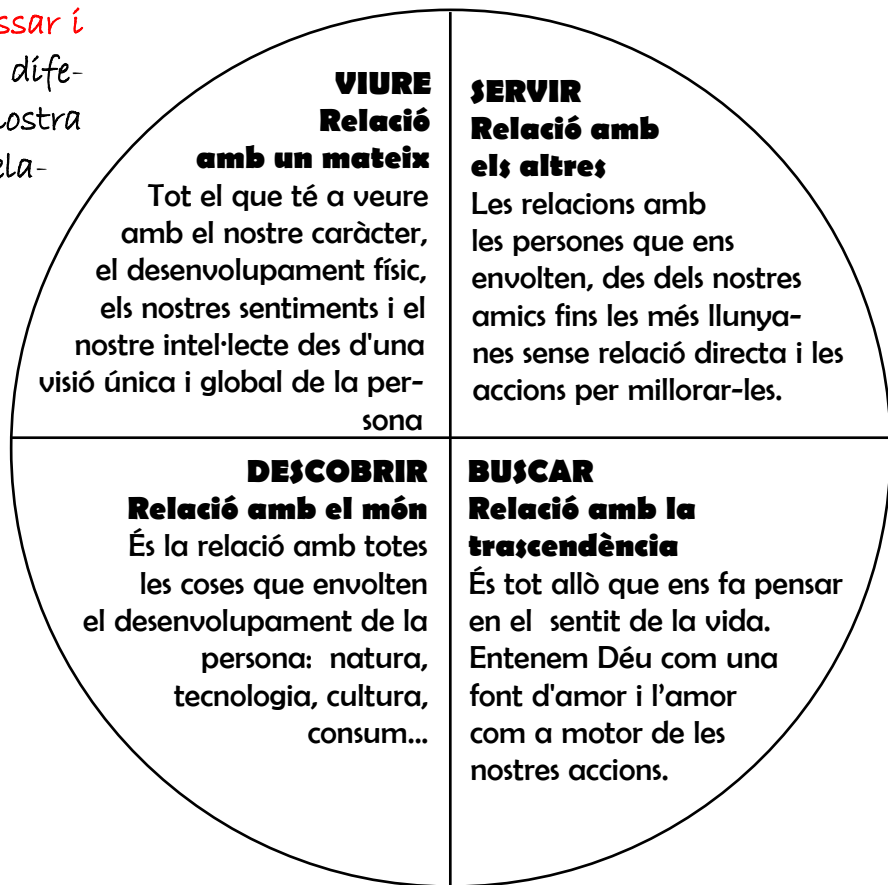 ssar i
dife-
nostra
ela-
VIURE
Relació
amb un mateix
Tot el que té a veure
amb el nostre caràcter,
el desenvolupament físic,
els nostres sentiments i el
nostre intel·lecte des d'una
visió única i global de la per-
sona
SERVIR
Relació amb
els altres
Les relacions amb
les persones que ens
envolten, des dels nostres
amics fins les més llunya-
nes sense relació directa i les
accions per millorar-les.
DESCOBRIR
Relació amb el món
És la relació amb totes
les coses que envolten
el desenvolupament de la
persona:  natura,
tecnologia, cultura,
consum...
BUSCAR
Relació amb la
trascendència
És tot allò que ens fa pensar
en el  sentit de la vida.
Entenem Déu com una
font d'amor i l’amor
com a motor de les
nostres accions.